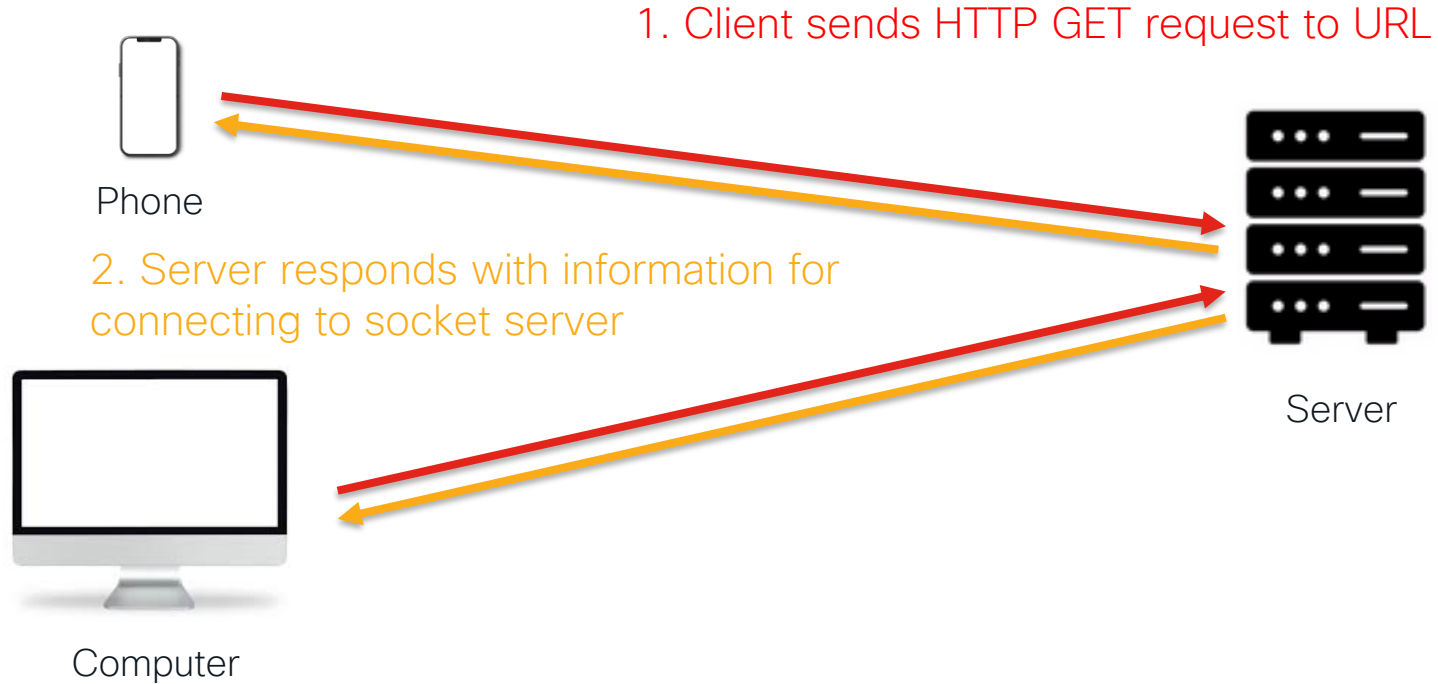 1. Client sends HTTP GET request to URL
Phone
2. Server responds with information for
connecting to socket server
Server
Computer